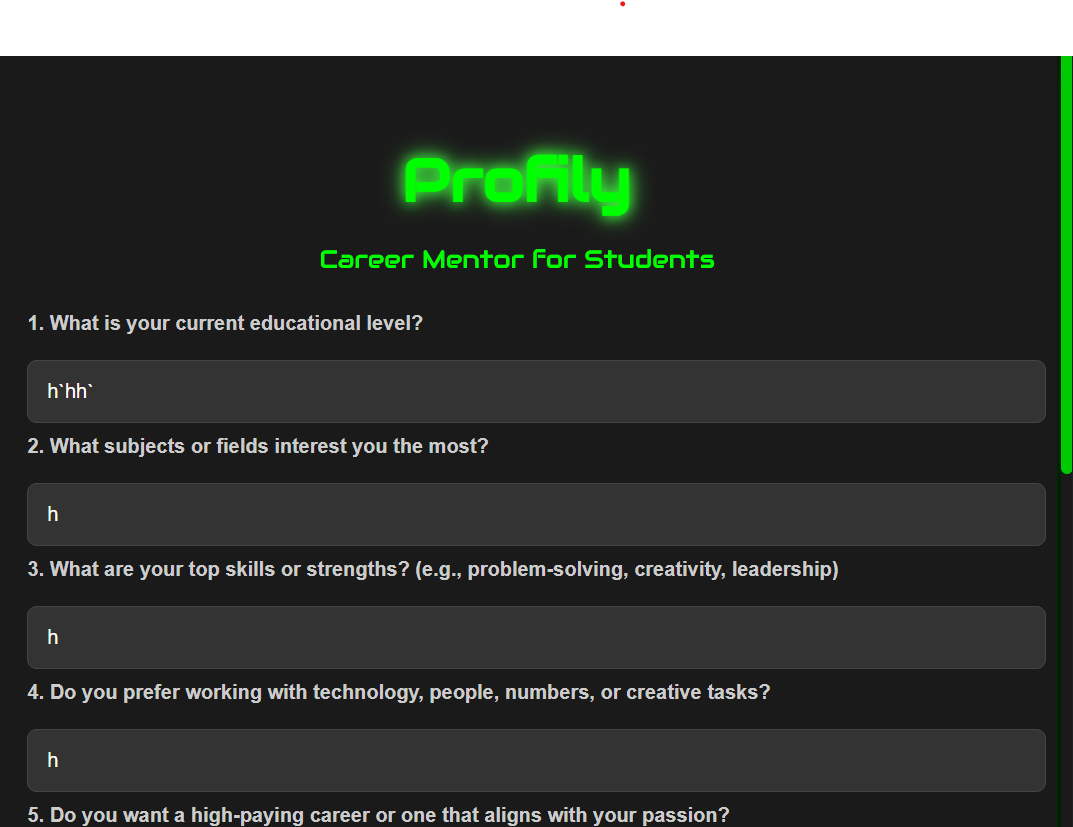 Profily
Career Mentor for Students
1. What is your current educational level?
h`hh`
2. What subjects or fields interest you the most?
h
3. What are your top skills or strengths? (e.g., problem-solving, creativity, leadership)
h
4. Do you prefer working with technology, people, numbers, or creative tasks?
h
5. Do you want a high-paying career or one that aligns with your passion?